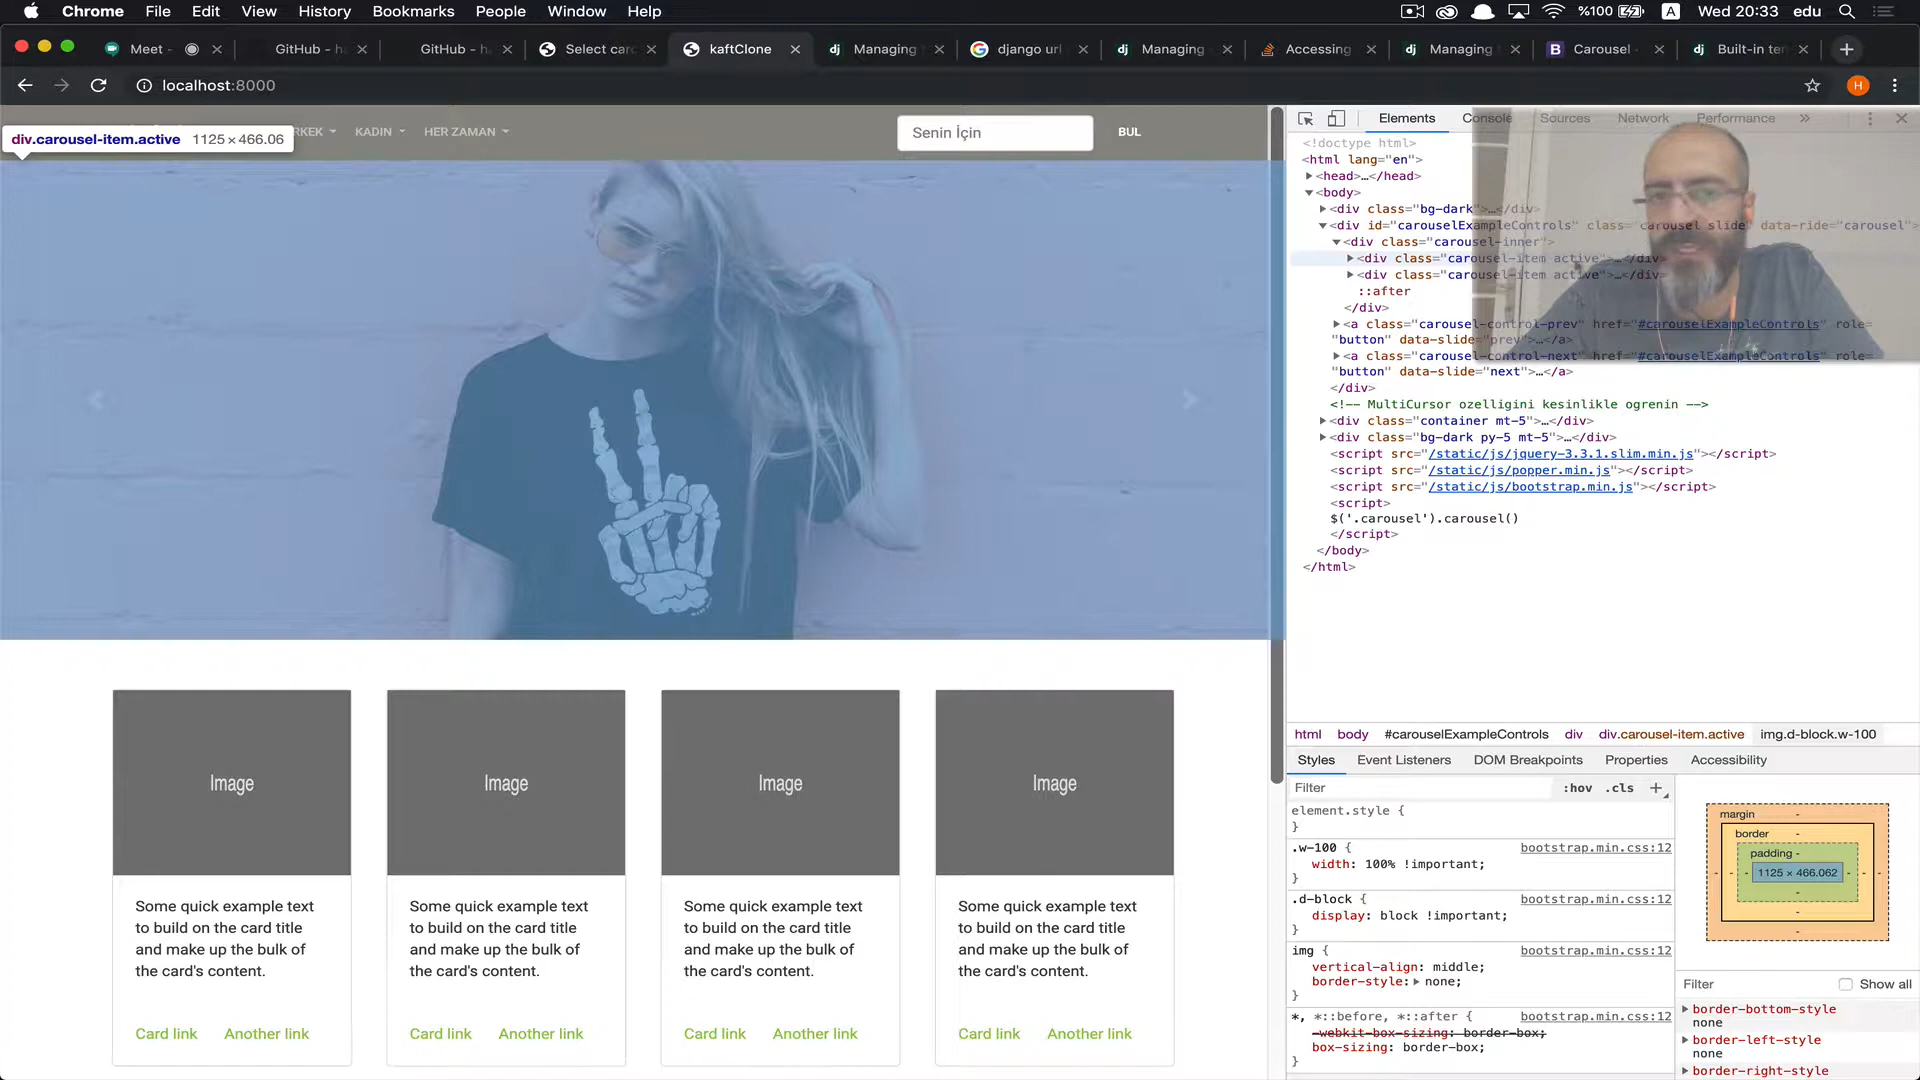 Chrome File Edit View History Bookmarks People Window Help %100 A Wed 20:33 edu
Meet - GitHub - h GitHub - h Select car kaftClone Managing django url Managing Accessing Managing Carousel Built-in te
localhost:8000
RKEK KADIN HER ZAMAN Senin İçin BUL
div.carousel-item.active 1125 × 466.06
Image Image Image Image
Some quick example text Some quick example text Some quick example text Some quick example text
to build on the card title to build on the card title to build on the card title to build on the card title
and make up the bulk of and make up the bulk of and make up the bulk of and make up the bulk of
the card's content. the card's content. the card's content. the card's content.
Card link Another link Card link Another link Card link Another link Card link Another link
Elements Console Sources Network Performance
<!doctype html>
<html lang="en">
<head>…</head>
<body>
<div class="bg-dark">…</div>
<div id="carouselExampleControls" class="carousel slide" data-ride="carousel">
<div class="carousel-inner">
<div class="carousel-item active">…</div>
<div class="carousel-item active">…</div>
::after
</div>
<a class="carousel-control-prev" href="#carouselExampleControls" role=
"button" data-slide="prev">…</a>
<a class="carousel-control-next" href="#carouselExampleControls" role=
"button" data-slide="next">…</a>
</div>
<!-- MultiCursor ozelligini kesinlikle ogrenin -->
<div class="container mt-5">…</div>
<div class="bg-dark py-5 mt-5">…</div>
<script src="/static/js/jquery-3.3.1.slim.min.js"></script>
<script src="/static/js/popper.min.js"></script>
<script src="/static/js/bootstrap.min.js"></script>
<script>
$('.carousel').carousel()
</script>
</body>
</html>
html body #carouselExampleControls div div.carousel-item.active img.d-block.w-100
Styles Event Listeners DOM Breakpoints Properties Accessibility
Filter :hov .cls +
element.style {
}
.w-100 { bootstrap.min.css:12
width: 100% !important;
}
.d-block { bootstrap.min.css:12
display: block !important;
}
img { bootstrap.min.css:12
vertical-align: middle;
border-style: none;
}
*, *::before, *::after { bootstrap.min.css:12
-webkit-box-sizing: border-box;
box-sizing: border-box;
}
margin -
border -
padding -
1125 × 466.062
Filter Show all
border-bottom-style
none
border-left-style
none
border-right-style